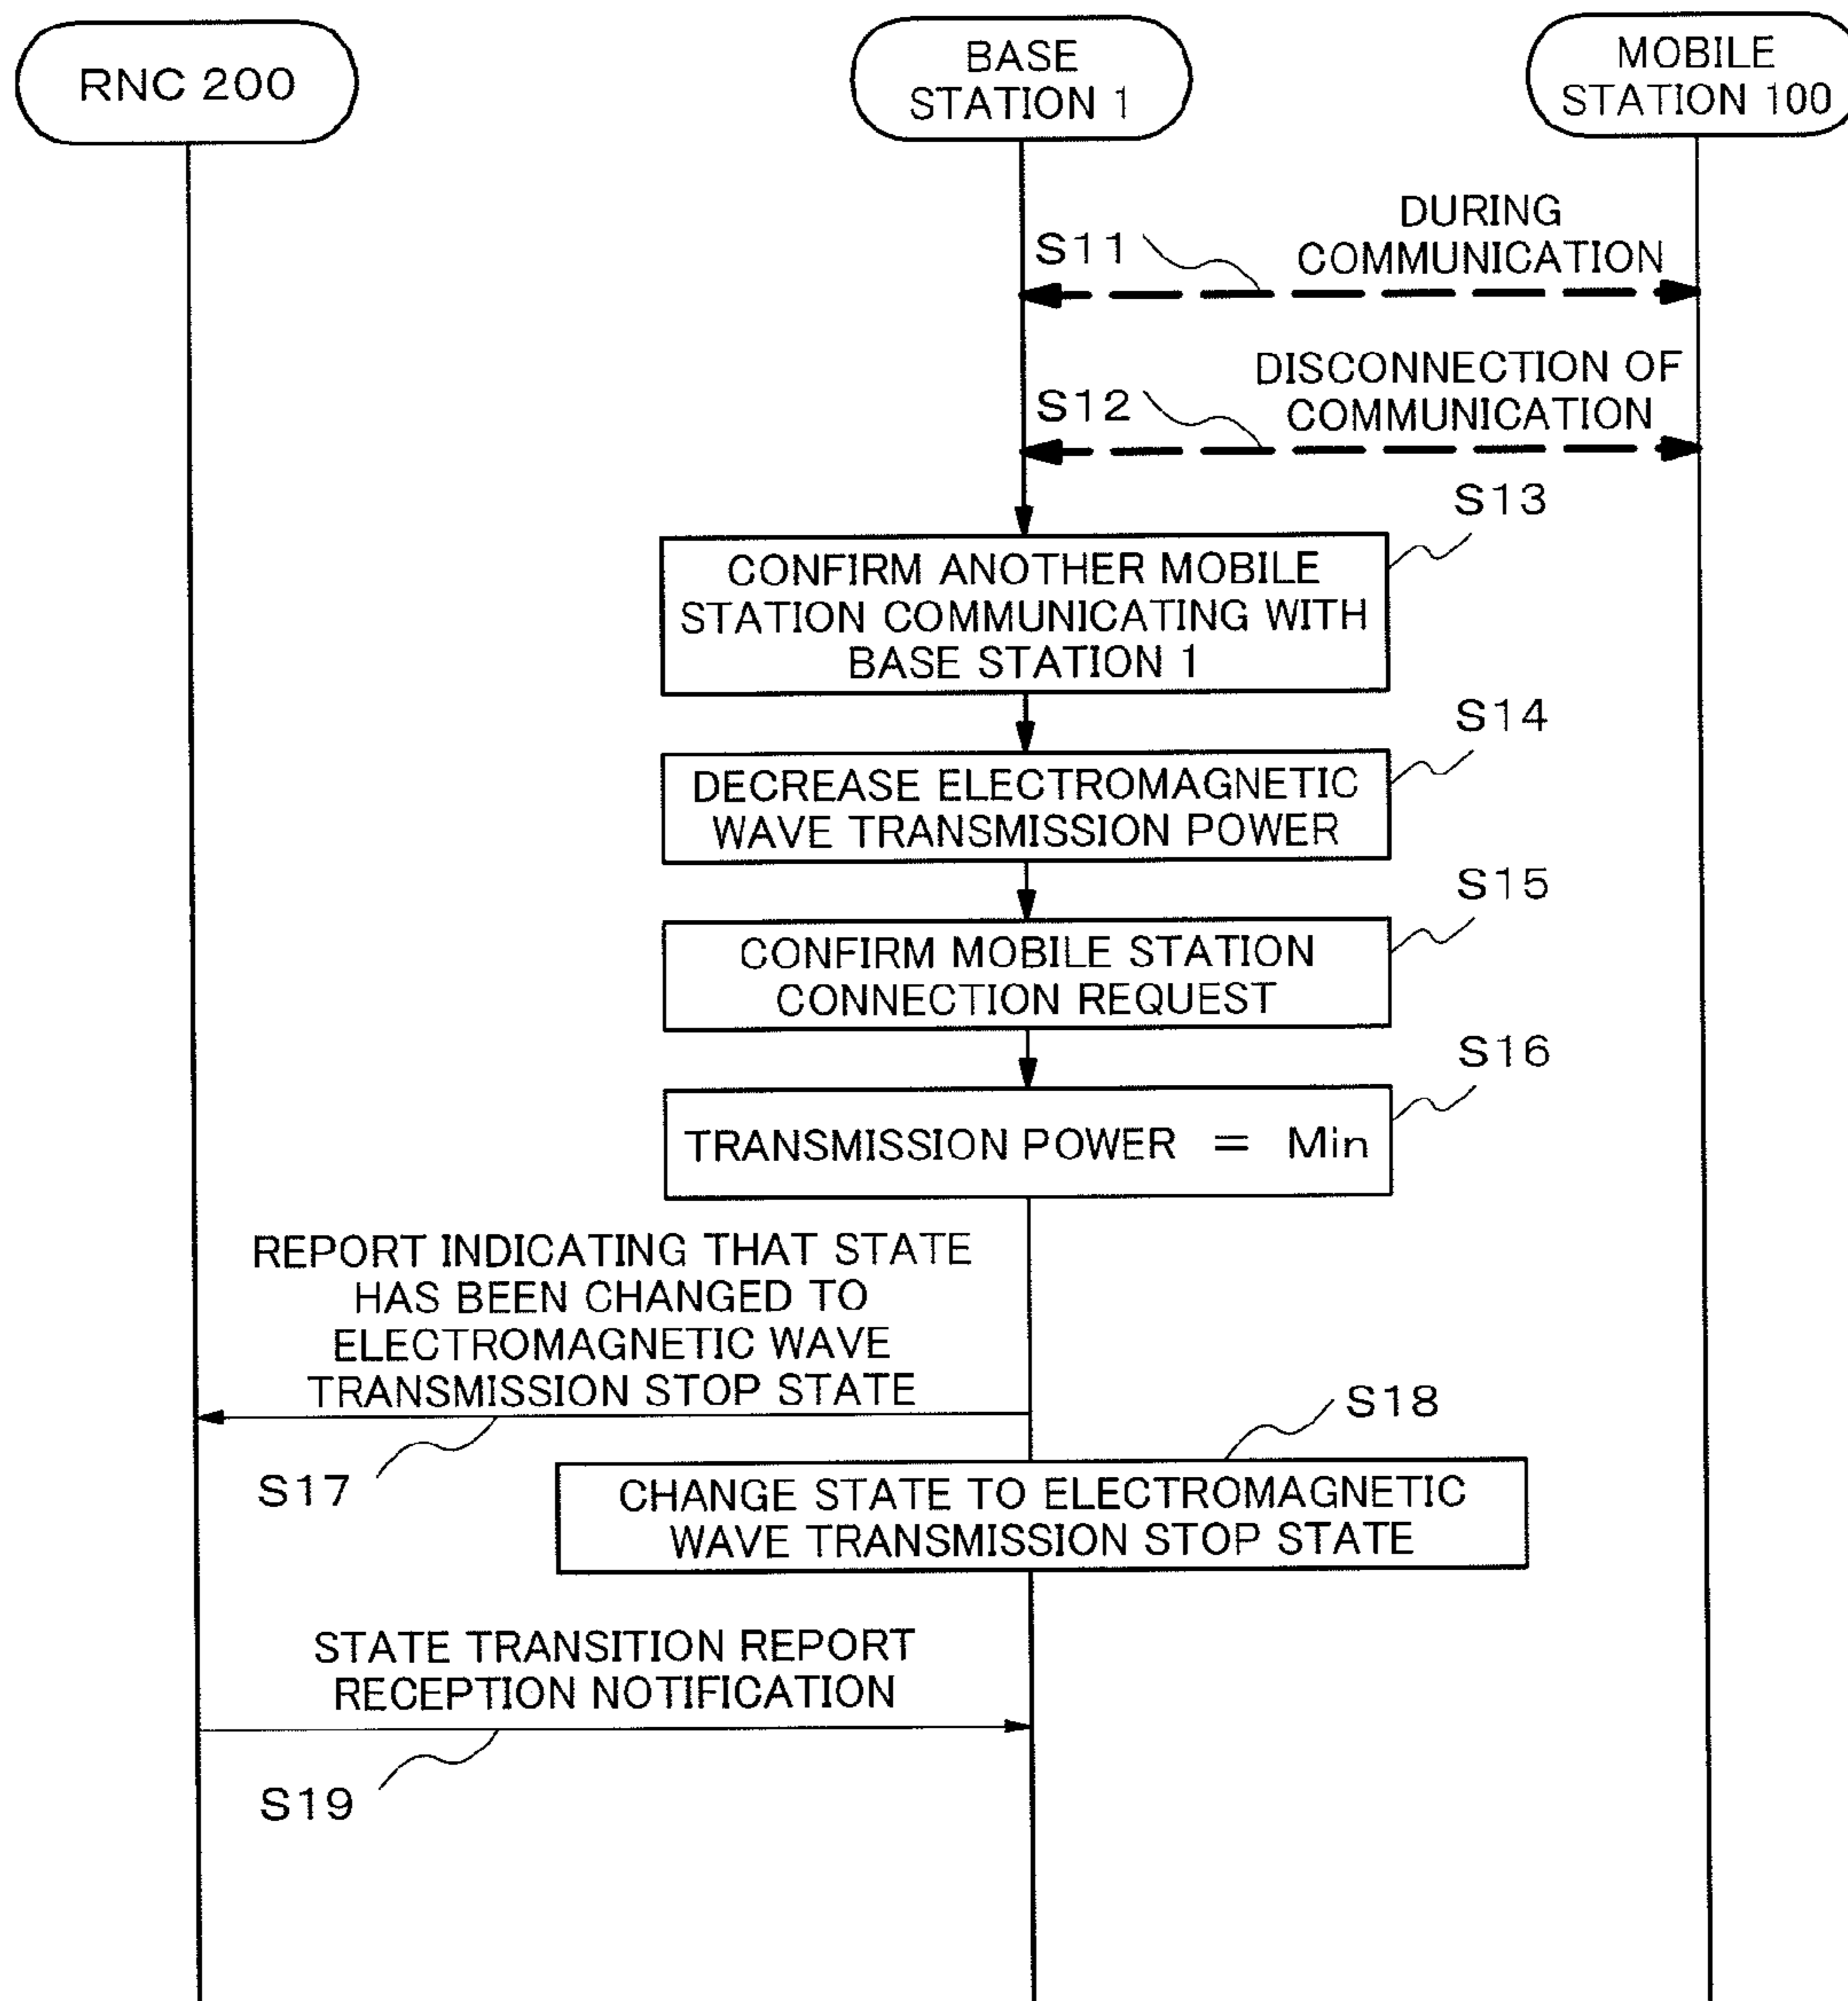 RNC 200
BASE
STATION 1
MOBILE
STATION 100
DURING
COMMUNICATION
S11
DISCONNECTION OF
COMMUNICATION
S12
S13
CONFIRM ANOTHER MOBILE
STATION COMMUNICATING WITH
BASE STATION 1
S14
DECREASE ELECTROMAGNETIC
WAVE TRANSMISSION POWER
S15
CONFIRM MOBILE STATION
CONNECTION REQUEST
S16
TRANSMISSION POWER = Min
REPORT INDICATING THAT STATE
HAS BEEN CHANGED TO
ELECTROMAGNETIC WAVE
TRANSMISSION STOP STATE
S17
S18
CHANGE STATE TO ELECTROMAGNETIC
WAVE TRANSMISSION STOP STATE
STATE TRANSITION REPORT
RECEPTION NOTIFICATION
S19